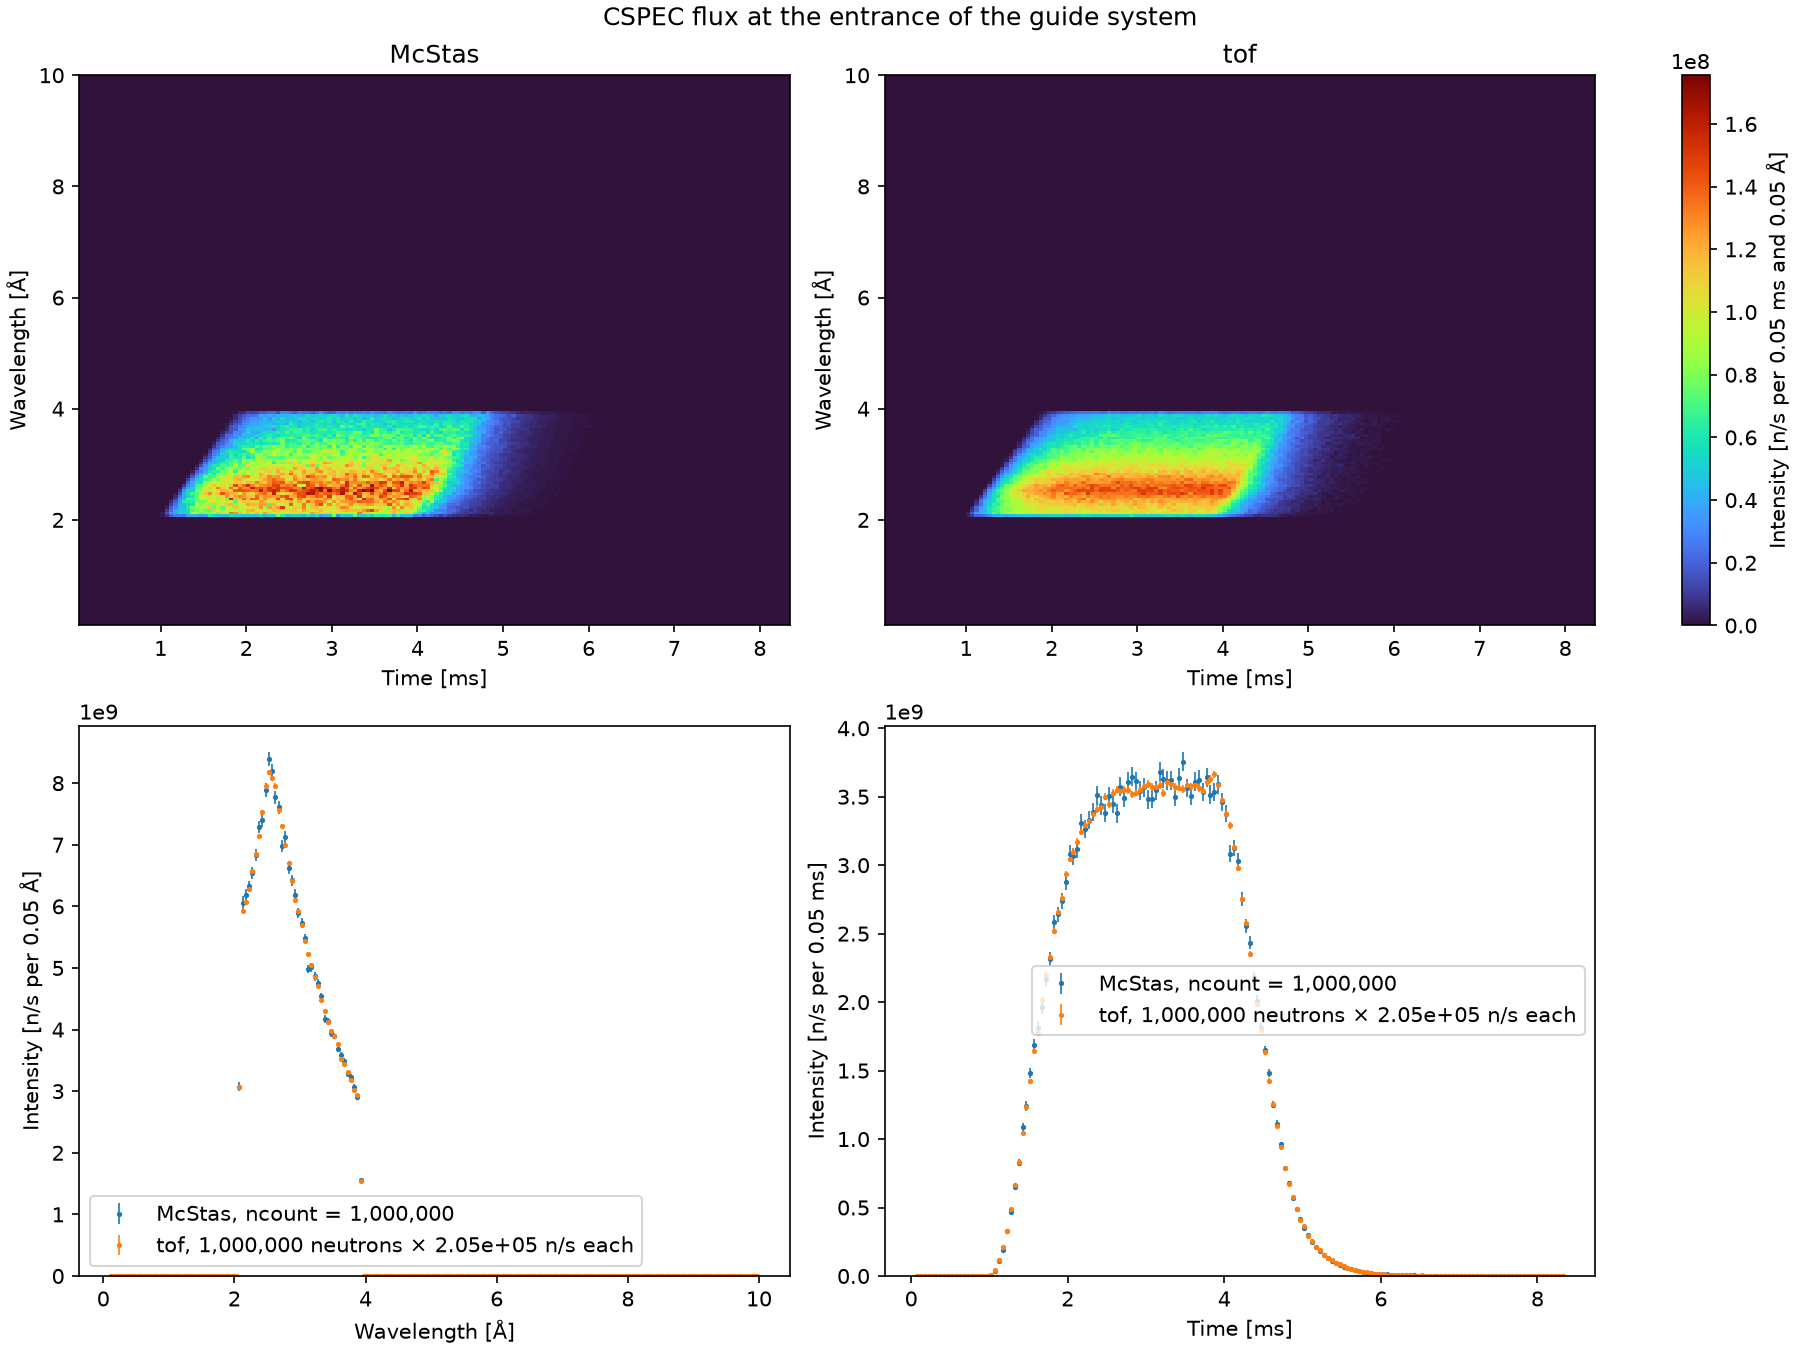 CSPEC flux at the entrance of the guide system
McStas
tof
10
8
6
4
2
Wavelength [Å]
1 2 3 4 5 6 7 8
Time [ms]
10
8
6
4
2
Wavelength [Å]
1 2 3 4 5 6 7 8
Time [ms]
1e8
1.6
1.4
1.2
1.0
0.8
0.6
0.4
0.2
0.0
Intensity [n/s per 0.05 ms and 0.05 Å]
1e9
8
7
6
5
4
3
2
1
0
Intensity [n/s per 0.05 Å]
McStas, ncount = 1,000,000
tof, 1,000,000 neutrons × 2.05e+05 n/s each
0 2 4 6 8 10
Wavelength [Å]
1e9
4.0
3.5
3.0
2.5
2.0
1.5
1.0
0.5
0.0
Intensity [n/s per 0.05 ms]
McStas, ncount = 1,000,000
tof, 1,000,000 neutrons × 2.05e+05 n/s each
0 2 4 6 8
Time [ms]